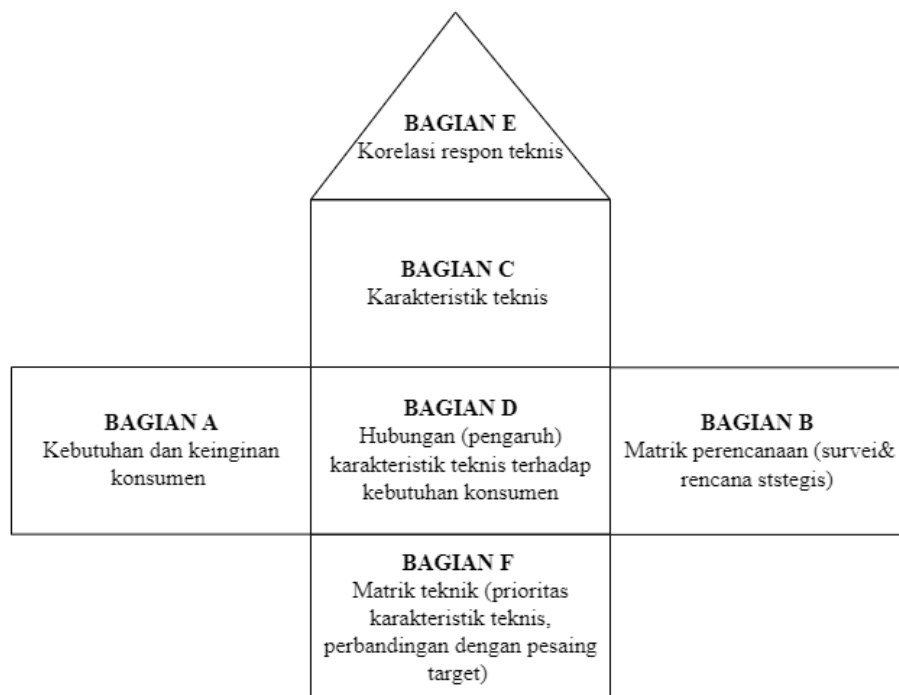 BAGIAN E
Korelasi respon teknis
BAGIAN C
Karakteristik teknis
BAGIAN A
Kebutuhan dan keinginan
konsumen
BAGIAN D
Hubungan (pengaruh)
karakteristik teknis terhadap
kebutuhan konsumen
BAGIAN B
Matrik perencanaan (survei&
rencana ststegis)
BAGIAN F
Matrik teknik (prioritas
karakteristik teknis,
perbandingan dengan pesaing
target)